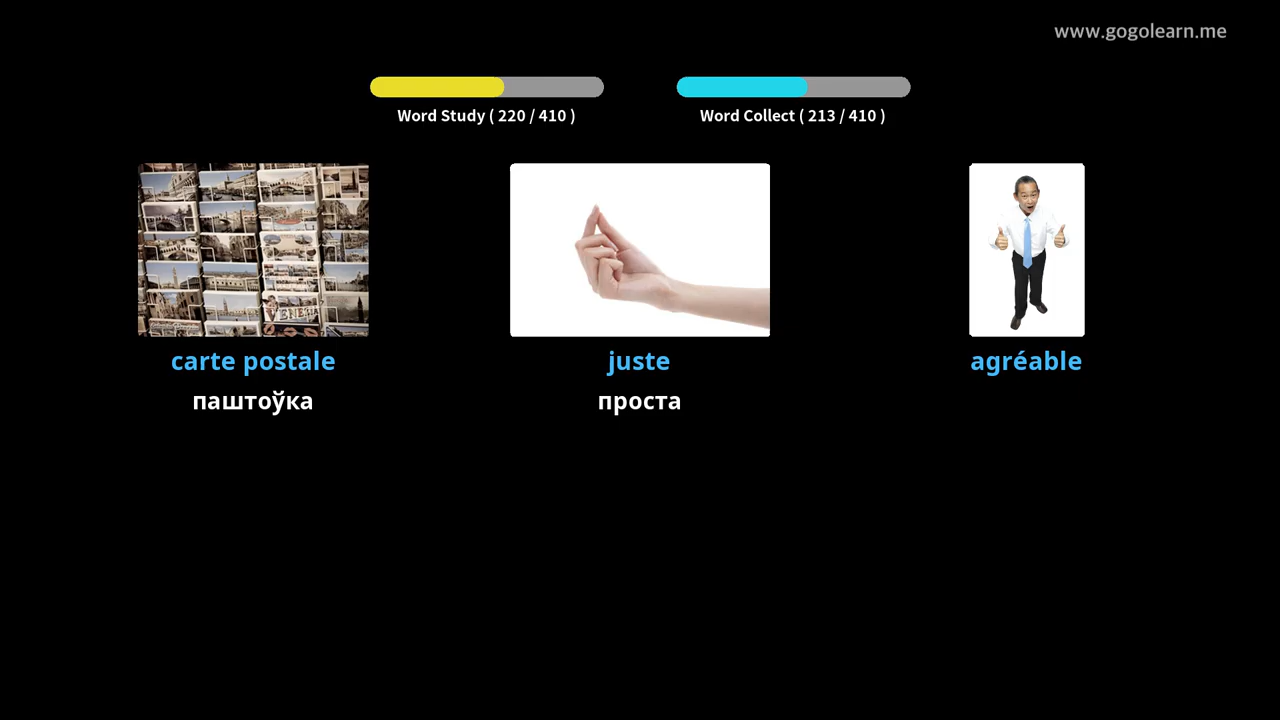 www.gogolearn.me
Word Study ( 220 / 410 )
Word Collect ( 213 / 410 )
carte postale
juste
agréable
паштоўка
проста